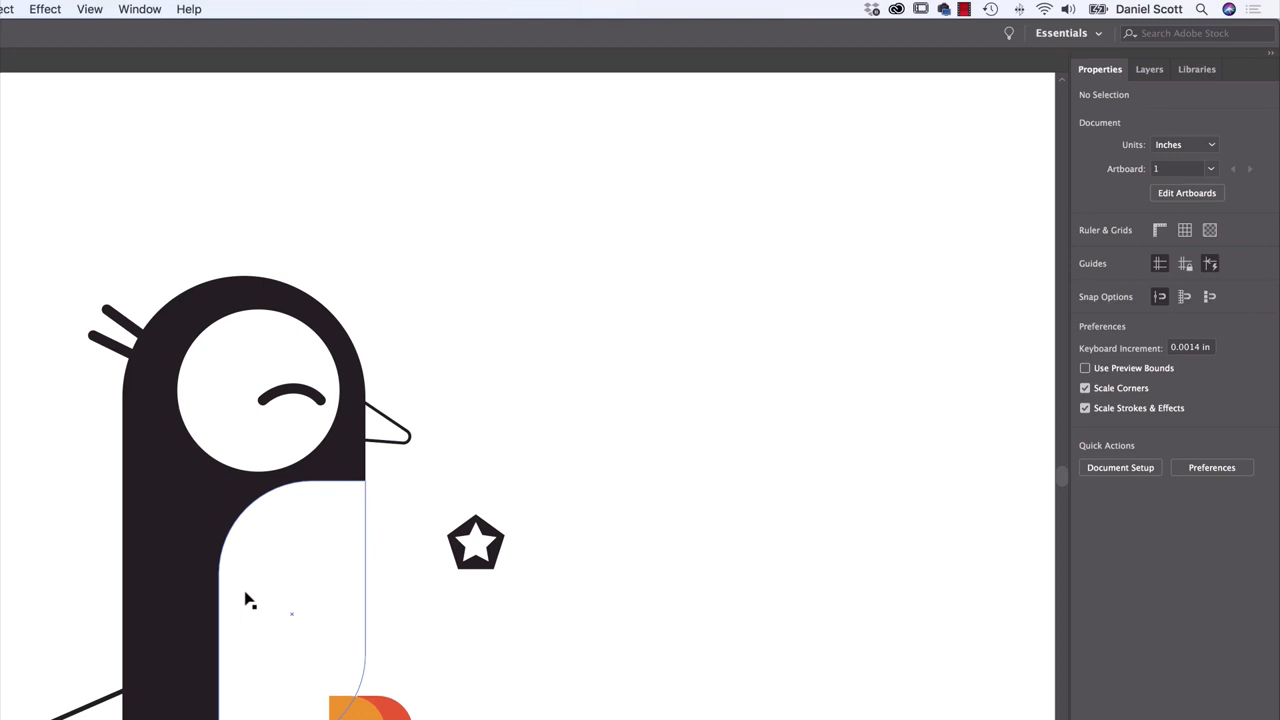 ect Effect View Window Help Daniel Scott
Essentials Search Adobe Stock
Properties Layers Libraries
No Selection
Document
Units: Inches
Artboard: 1
Edit Artboards
Ruler & Grids
Guides
Snap Options
Preferences
Keyboard Increment: 0.0014 in
Use Preview Bounds
Scale Corners
Scale Strokes & Effects
Quick Actions
Document Setup Preferences